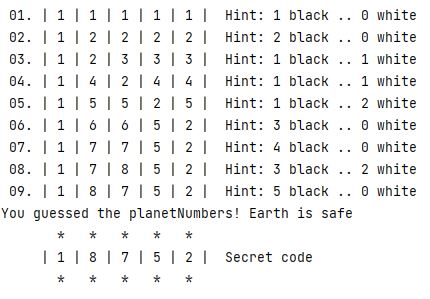 01. | 1 | 1 | 1 | 1 | 1 |  Hint: 1 black .. 0 white
02. | 1 | 2 | 2 | 2 | 2 |  Hint: 2 black .. 0 white
03. | 1 | 2 | 3 | 3 | 3 |  Hint: 1 black .. 1 white
04. | 1 | 4 | 2 | 4 | 4 |  Hint: 1 black .. 1 white
05. | 1 | 5 | 5 | 2 | 5 |  Hint: 1 black .. 2 white
06. | 1 | 6 | 6 | 5 | 2 |  Hint: 3 black .. 0 white
07. | 1 | 7 | 7 | 5 | 2 |  Hint: 4 black .. 0 white
08. | 1 | 7 | 8 | 5 | 2 |  Hint: 3 black .. 2 white
09. | 1 | 8 | 7 | 5 | 2 |  Hint: 5 black .. 0 white
You guessed the planetNumbers! Earth is safe
* * * * *
| 1 | 8 | 7 | 5 | 2 |  Secret code
* * * * *